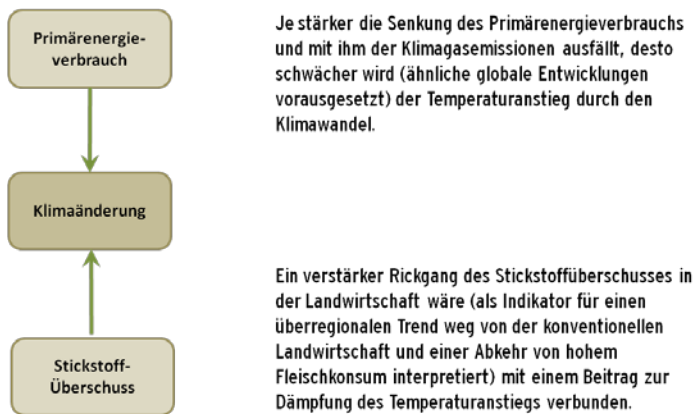 Primärenergie-
verbrauch
Je stärker die Senkung des Primärenergieverbrauchs
und mit ihm der Klimagasemissionen ausfällt, desto
schwächer wird (ähnliche globale Entwicklungen
vorausgesetzt) der Temperaturanstieg durch den
Klimawandel.
Klimaänderung
Ein verstärker Rickgang des Stickstoffüberschusses in
der Landwirtschaft wäre (als Indikator für einen
überregionalen Trend weg von der konventionellen
Landwirtschaft und einer Abkehr von hohem
Fleischkonsum interpretiert) mit einem Beitrag zur
Dämpfung des Temperaturanstiegs verbunden.
Stickstoff-
Überschuss